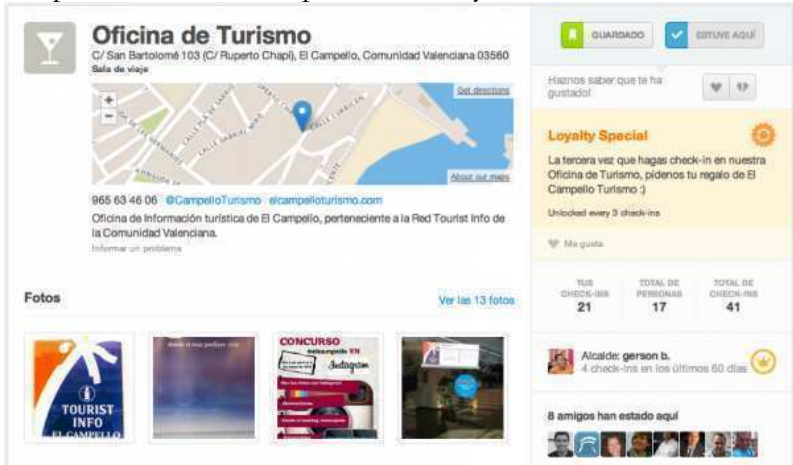 Oficina de Turismo
C/ San Bartolomé 103 (C/ Ruperto Chapí), El Campello, Comunidad Valenciana 03560
Sala de viaje
Get directions
+
−
CALLE GABRIEL MIRÓ
About our maps
965 63 46 06 @CampelloTurismo elcampelloturismo.com
Oficina de Información turística de El Campello, perteneciente a la Red Tourist Info de
la Comunidad Valenciana.
Informar un problema
Fotos
Ver las 13 fotos
TOURIST
INFO
EL CAMPELLO
CONCURSO
EN
Instagram
GUARDADO
ESTUVE AQUÍ
Haznos saber que te ha
gustado!
Loyalty Special
La tercera vez que hagas check-in en nuestra
Oficina de Turismo, pídenos tu regalo de El
Campello Turismo :)
Unlocked every 3 check-ins
Me gusta
TUS
CHECK-INS
21
TOTAL DE
PERSONAS
17
TOTAL DE
CHECK-INS
41
Alcalde: gerson b.
4 check-ins en los últimos 60 días
8 amigos han estado aquí